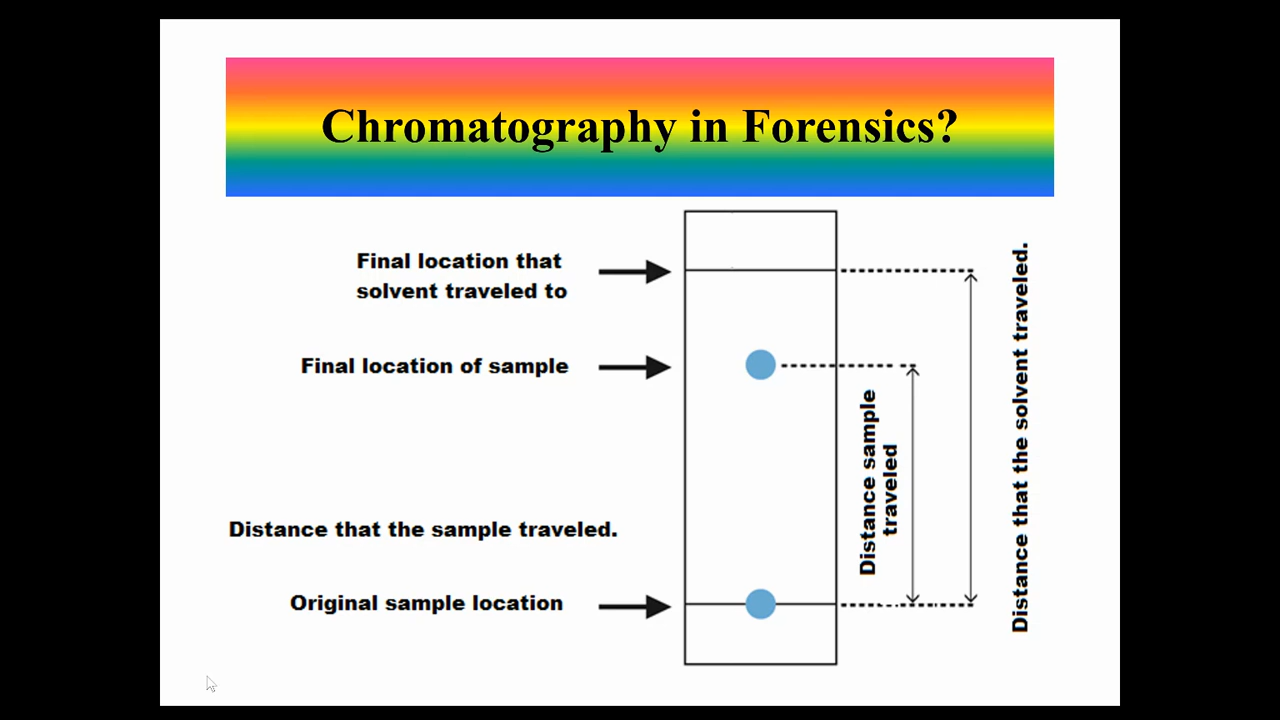 Chromatography in Forensics?
Final location that
solvent traveled to
Final location of sample
Distance that the sample traveled.
Original sample location
Distance sample
traveled
Distance that the solvent traveled.